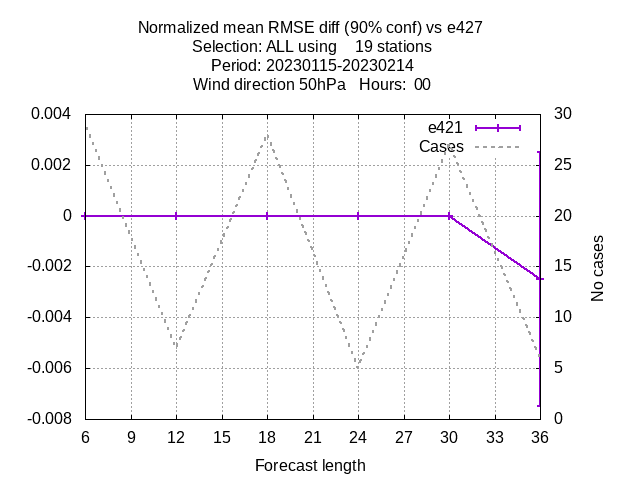 Normalized mean RMSE diff (90% conf) vs e427
Selection: ALL using    19 stations
Period: 20230115-20230214
Wind direction 50hPa   Hours:  00
0.004
0.002
0
-0.002
-0.004
-0.006
-0.008
30
25
20
15
10
5
0
e421
Cases
No cases
6 9 12 15 18 21 24 27 30 33 36
Forecast length